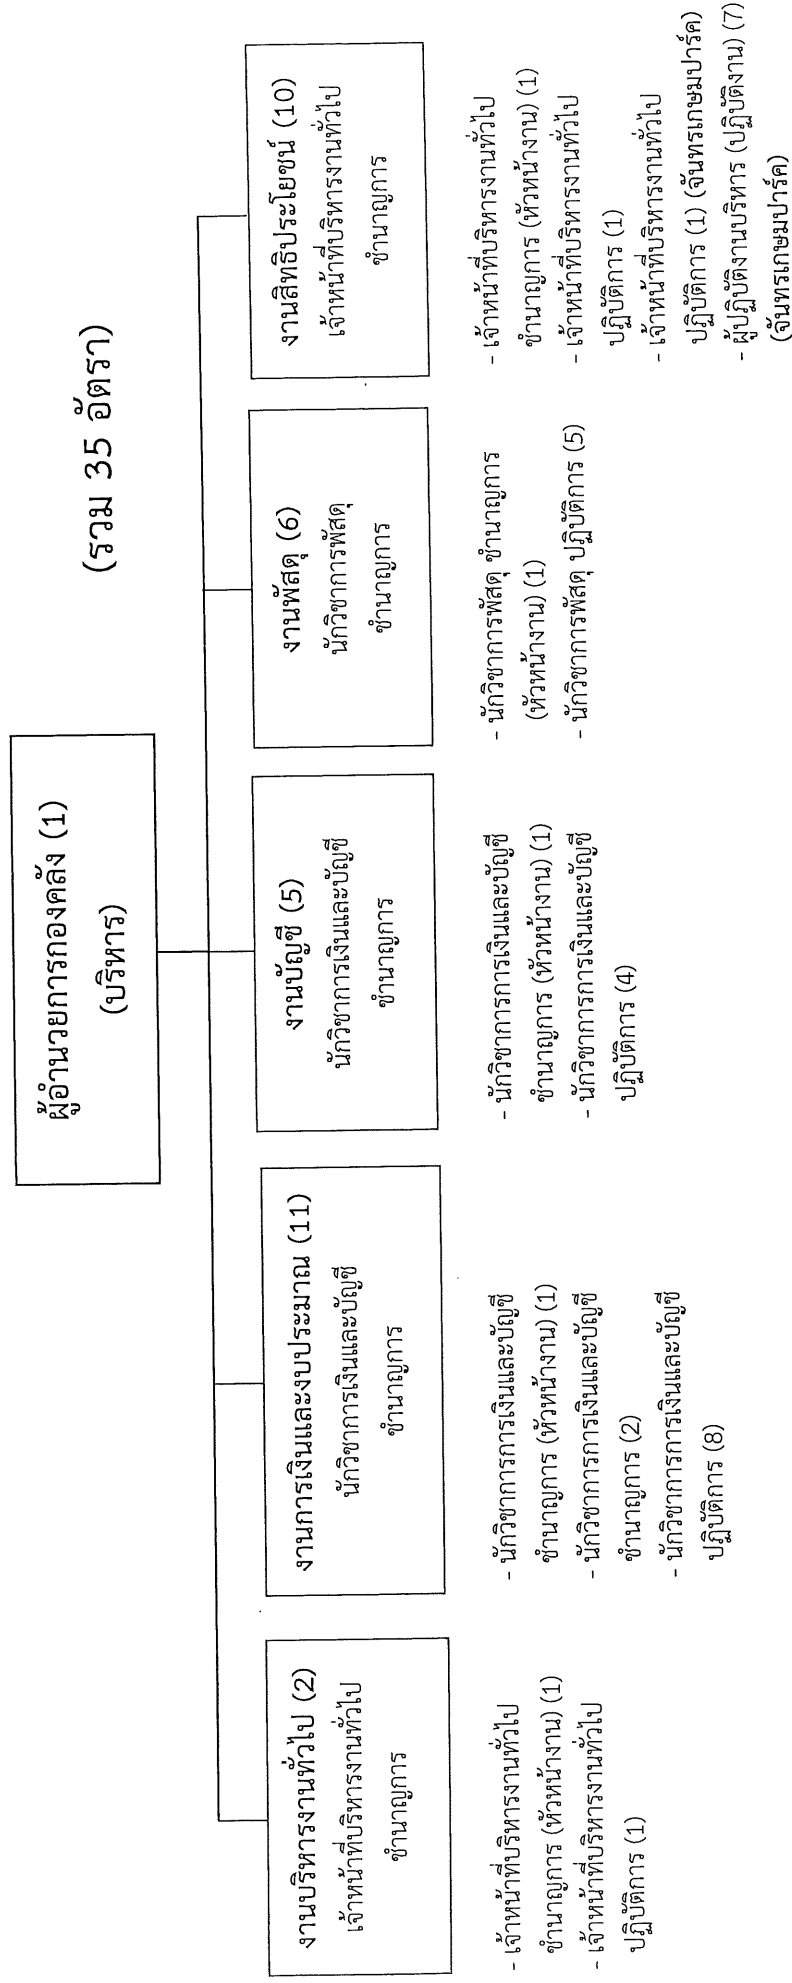 (รวม 35 อัตรา)
ผู้อำนวยการกองคลัง (1)
(บริหาร)
งานบริหารงานทั่วไป (2)
เจ้าหน้าที่บริหารงานทั่วไป
ชำนาญการ
- เจ้าหน้าที่บริหารงานทั่วไป
ชำนาญการ (หัวหน้างาน) (1)
- เจ้าหน้าที่บริหารงานทั่วไป
ปฏิบัติการ (1)
งานการเงินและงบประมาณ (11)
นักวิชาการเงินและบัญชี
ชำนาญการ
- นักวิชาการการเงินและบัญชี
ชำนาญการ (หัวหน้างาน) (1)
- นักวิชาการการเงินและบัญชี
ชำนาญการ (2)
- นักวิชาการการเงินและบัญชี
ปฏิบัติการ (8)
งานบัญชี (5)
นักวิชาการเงินและบัญชี
ชำนาญการ
- นักวิชาการการเงินและบัญชี
ชำนาญการ (หัวหน้างาน) (1)
- นักวิชาการการเงินและบัญชี
ปฏิบัติการ (4)
งานพัสดุ (6)
นักวิชาการพัสดุ
ชำนาญการ
- นักวิชาการพัสดุ ชำนาญการ
(หัวหน้างาน) (1)
- นักวิชาการพัสดุ ปฏิบัติการ (5)
งานสิทธิประโยชน์ (10)
เจ้าหน้าที่บริหารงานทั่วไป
ชำนาญการ
- เจ้าหน้าที่บริหารงานทั่วไป
ชำนาญการ (หัวหน้างาน) (1)
- เจ้าหน้าที่บริหารงานทั่วไป
ปฏิบัติการ (1)
- เจ้าหน้าที่บริหารงานทั่วไป
ปฏิบัติการ (1) (จันทรเกษมปาร์ค)
- ผู้ปฏิบัติงานบริหาร (ปฏิบัติงาน) (7)
(จันทรเกษมปาร์ค)